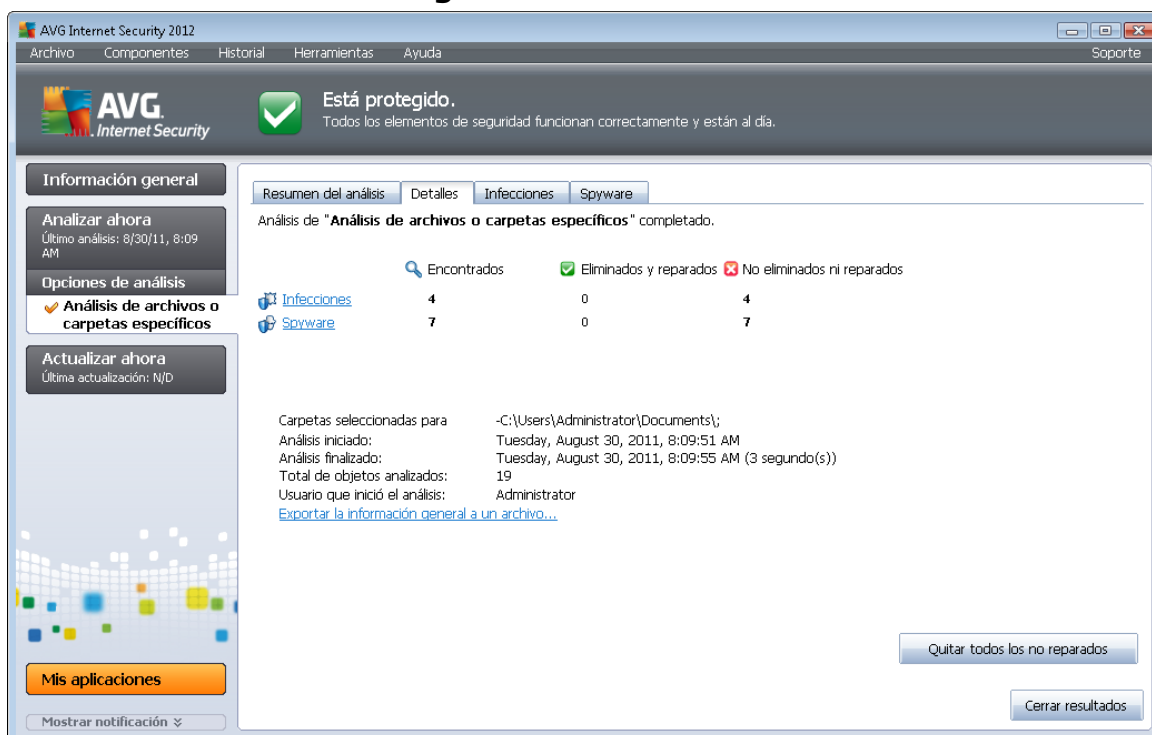 AVG Internet Security 2012
Archivo Componentes Historial Herramientas Ayuda Soporte
AVG.
Internet Security
Está protegido.
Todos los elementos de seguridad funcionan correctamente y están al día.
Información general
Analizar ahora
Último análisis: 8/30/11, 8:09
AM
Opciones de análisis
Análisis de archivos o
carpetas específicos
Actualizar ahora
Última actualización: N/D
Mis aplicaciones
Mostrar notificación
Resumen del análisis Detalles Infecciones Spyware
Análisis de "Análisis de archivos o carpetas específicos" completado.
Encontrados Eliminados y reparados No eliminados ni reparados
Infecciones 4 0 4
Spyware 7 0 7
Carpetas seleccionadas para -C:\Users\Administrator\Documents\;
Análisis iniciado: Tuesday, August 30, 2011, 8:09:51 AM
Análisis finalizado: Tuesday, August 30, 2011, 8:09:55 AM (3 segundo(s))
Total de objetos analizados: 19
Usuario que inició el análisis: Administrator
Exportar la información general a un archivo...
Quitar todos los no reparados
Cerrar resultados